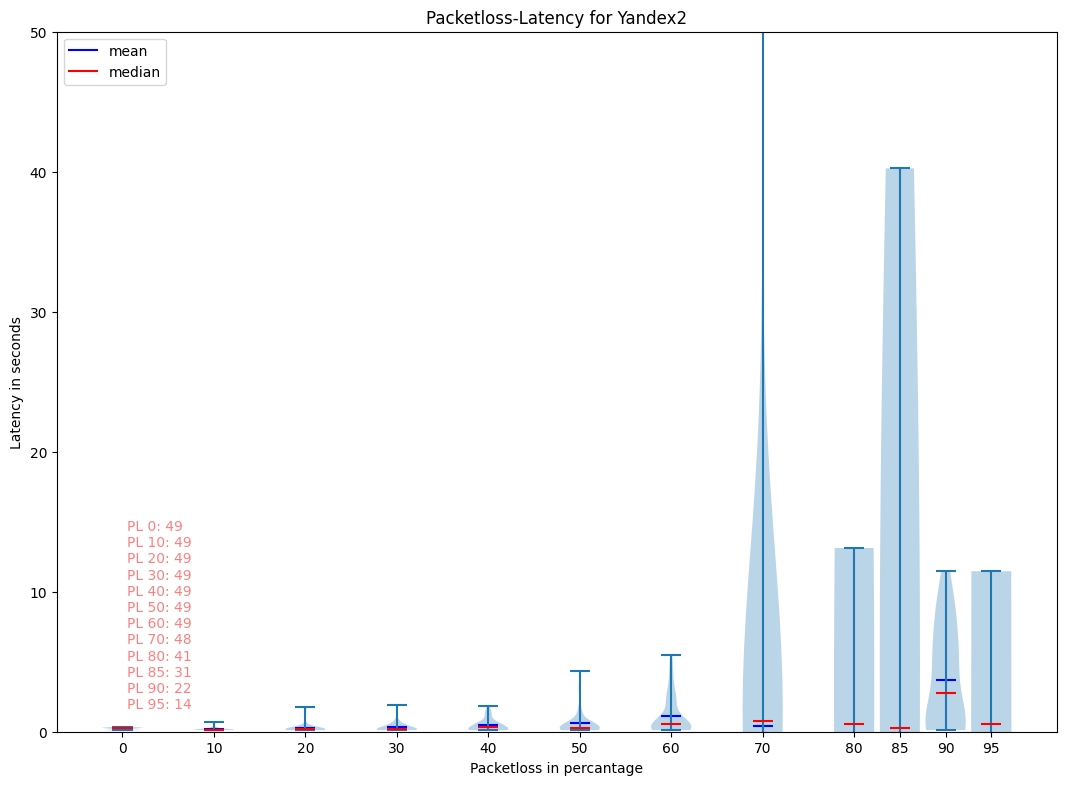 Packetloss-Latency for Yandex2
50
mean
median
40
30
Latency in seconds
20
PL 0: 49
PL 10: 49
PL 20: 49
PL 30: 49
PL 40: 49
PL 50: 49
PL 60: 49
PL 70: 48
PL 80: 41
PL 85: 31
PL 90: 22
PL 95: 14
10
0
0 10 20 30 40 50 60 70 80 85 90 95
Packetloss in percantage